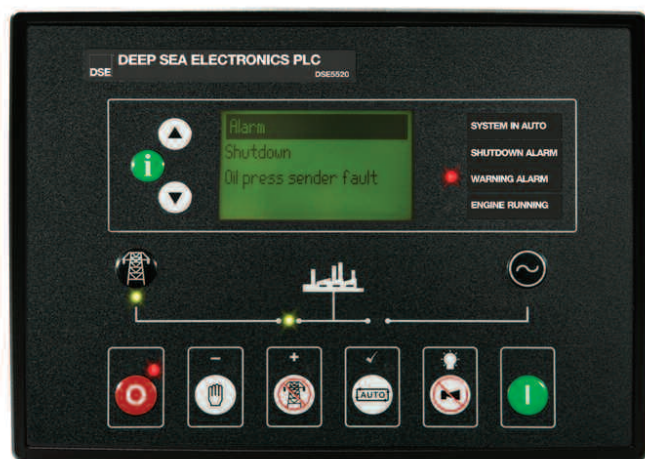 DEEP SEA ELECTRONICS PLC
DSE
DSE5520
Alarm
Shutdown
Oil press sender fault
SYSTEM IN AUTO
SHUTDOWN ALARM
WARNING ALARM
ENGINE RUNNING
i
− + ✓
O AUTO I